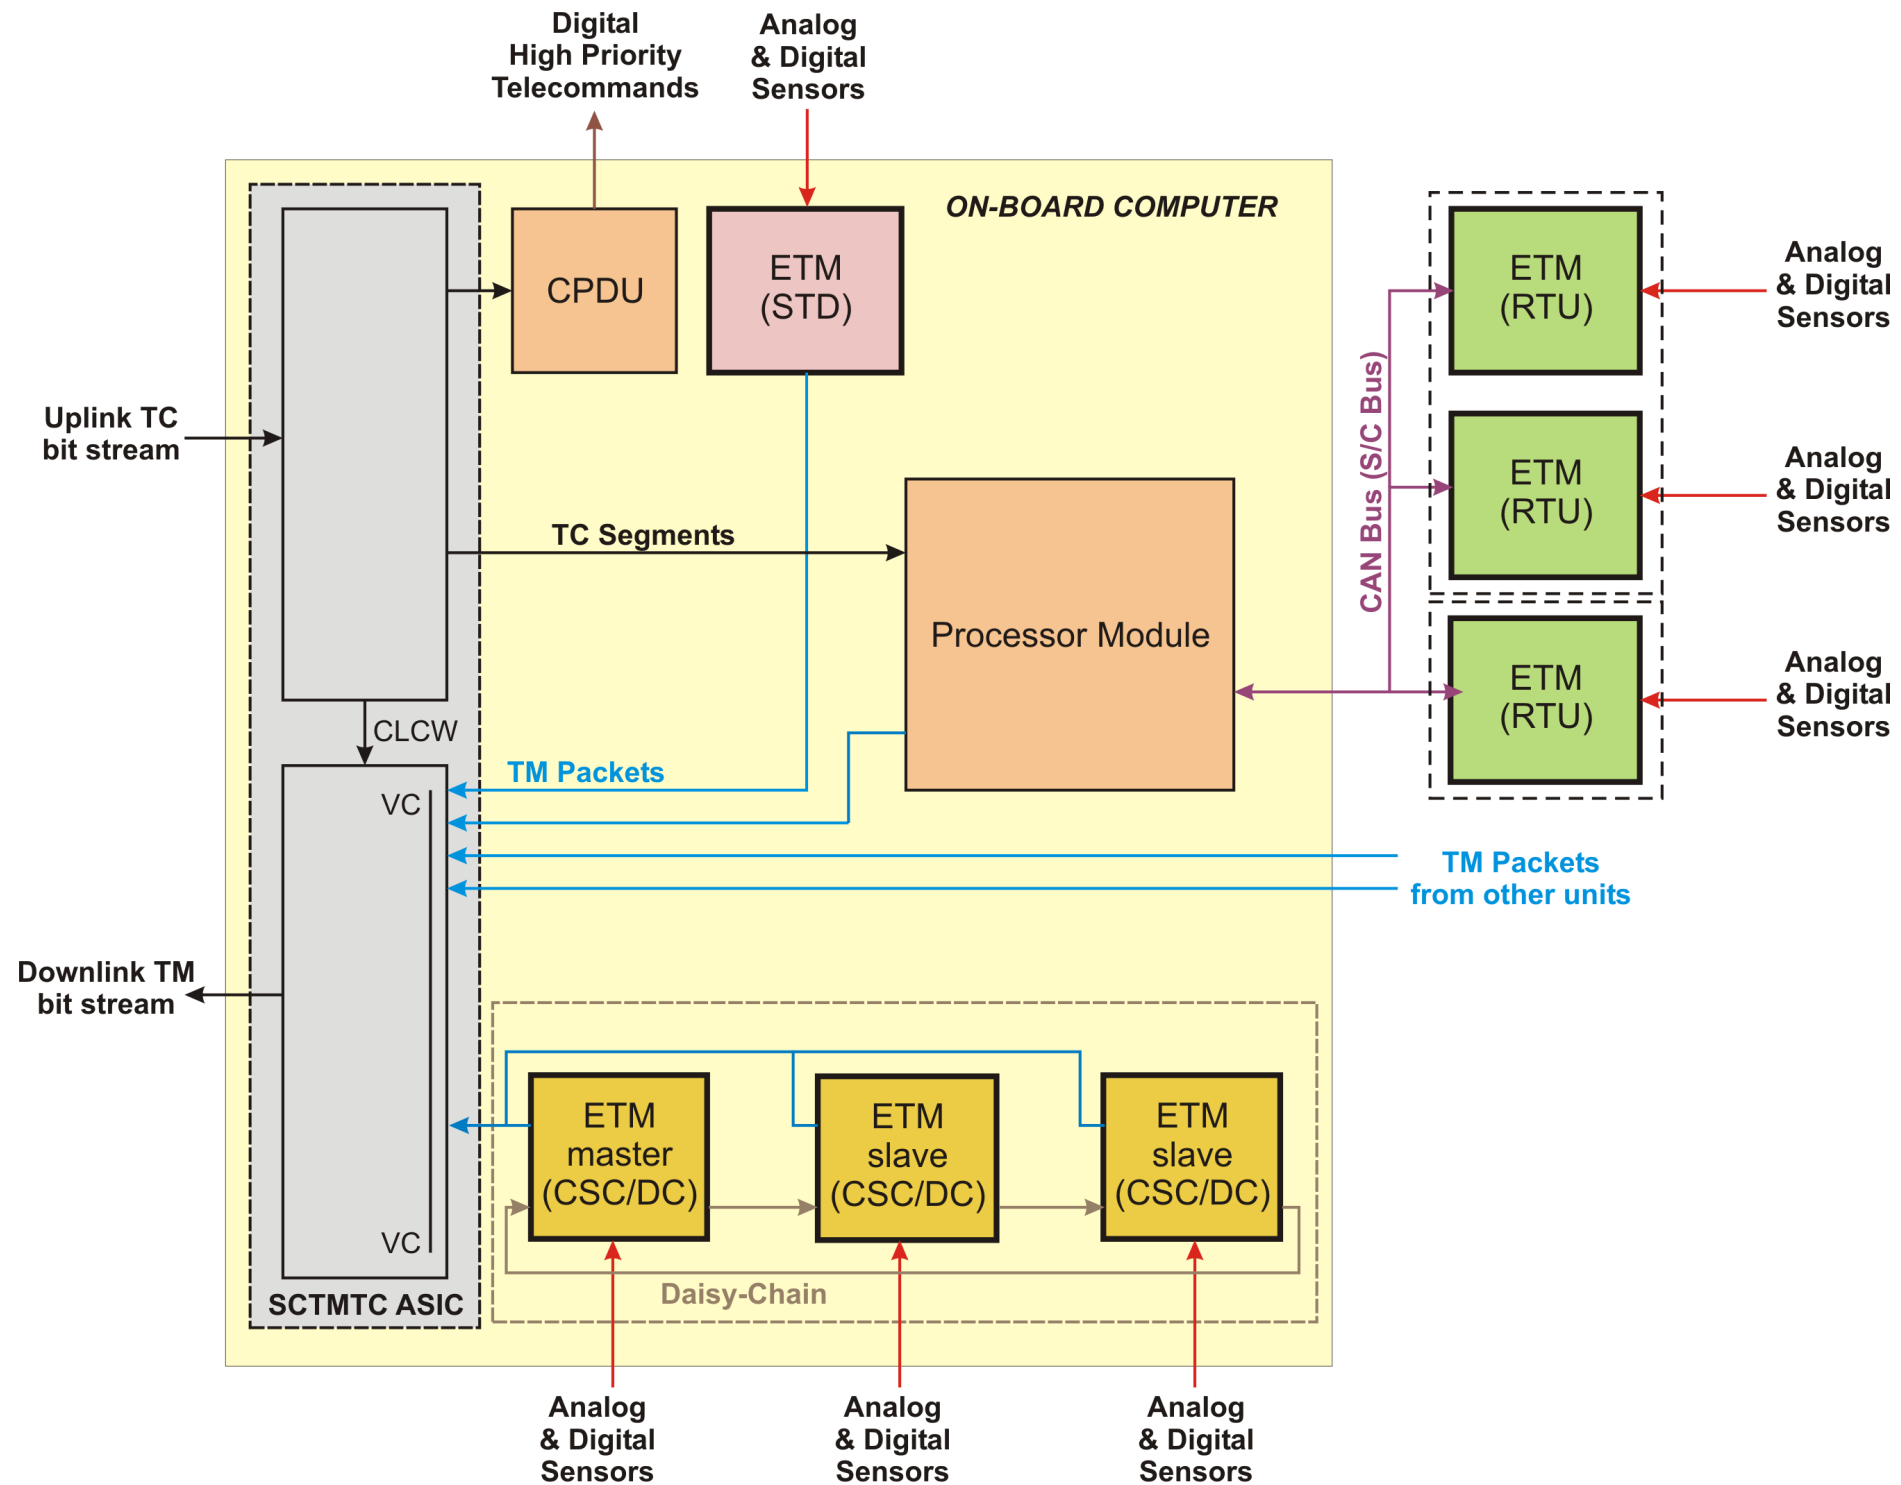 Digital
High Priority
Telecommands
Analog
& Digital
Sensors
ON-BOARD COMPUTER
CPDU
ETM
(STD)
ETM
(RTU)
Analog
& Digital
Sensors
Uplink TC
bit stream
CAN Bus (S/C Bus)
ETM
(RTU)
Analog
& Digital
Sensors
TC Segments
Processor Module
ETM
(RTU)
Analog
& Digital
Sensors
CLCW
TM Packets
VC
TM Packets
from other units
Downlink TM
bit stream
ETM
master
(CSC/DC)
ETM
slave
(CSC/DC)
ETM
slave
(CSC/DC)
VC
Daisy-Chain
SCTMTC ASIC
Analog
& Digital
Sensors
Analog
& Digital
Sensors
Analog
& Digital
Sensors